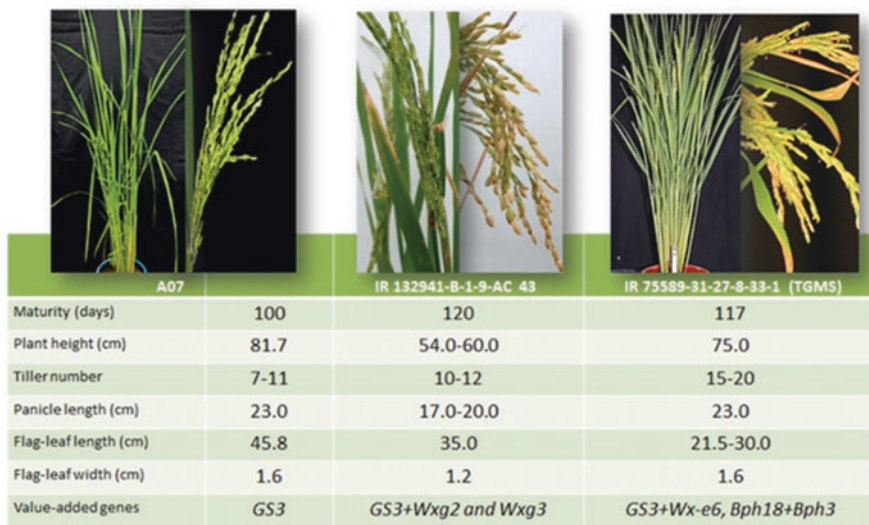 A07 IR 132941-B-1-9-AC 43 IR 75589-31-27-8-33-1 (TGMS)
Maturity (days) 100 120 117
Plant height (cm) 81.7 54.0-60.0 75.0
Tiller number 7-11 10-12 15-20
Panicle length (cm) 23.0 17.0-20.0 23.0
Flag-leaf length (cm) 45.8 35.0 21.5-30.0
Flag-leaf width (cm) 1.6 1.2 1.6
Value-added genes GS3 GS3+Wxg2 and Wxg3 GS3+Wx-e6, Bph18+Bph3